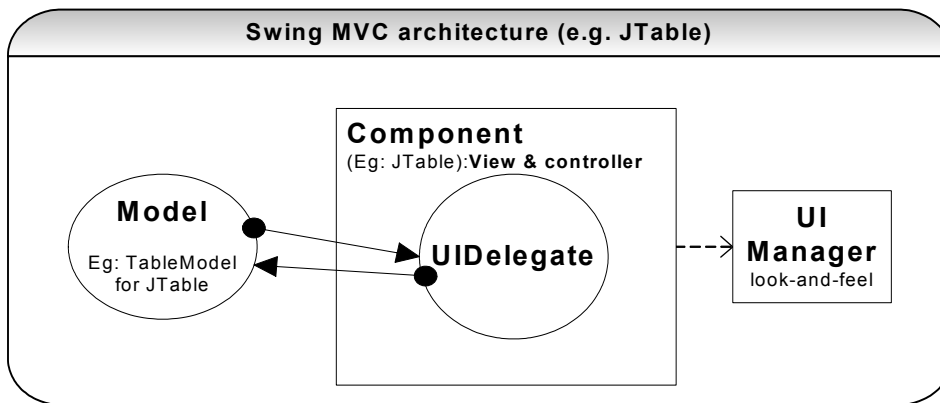 Swing MVC architecture (e.g. JTable)
Component
(Eg: JTable):View & controller
Model
Eg: TableModel
for JTable
UIDelegate
UI
Manager
look-and-feel